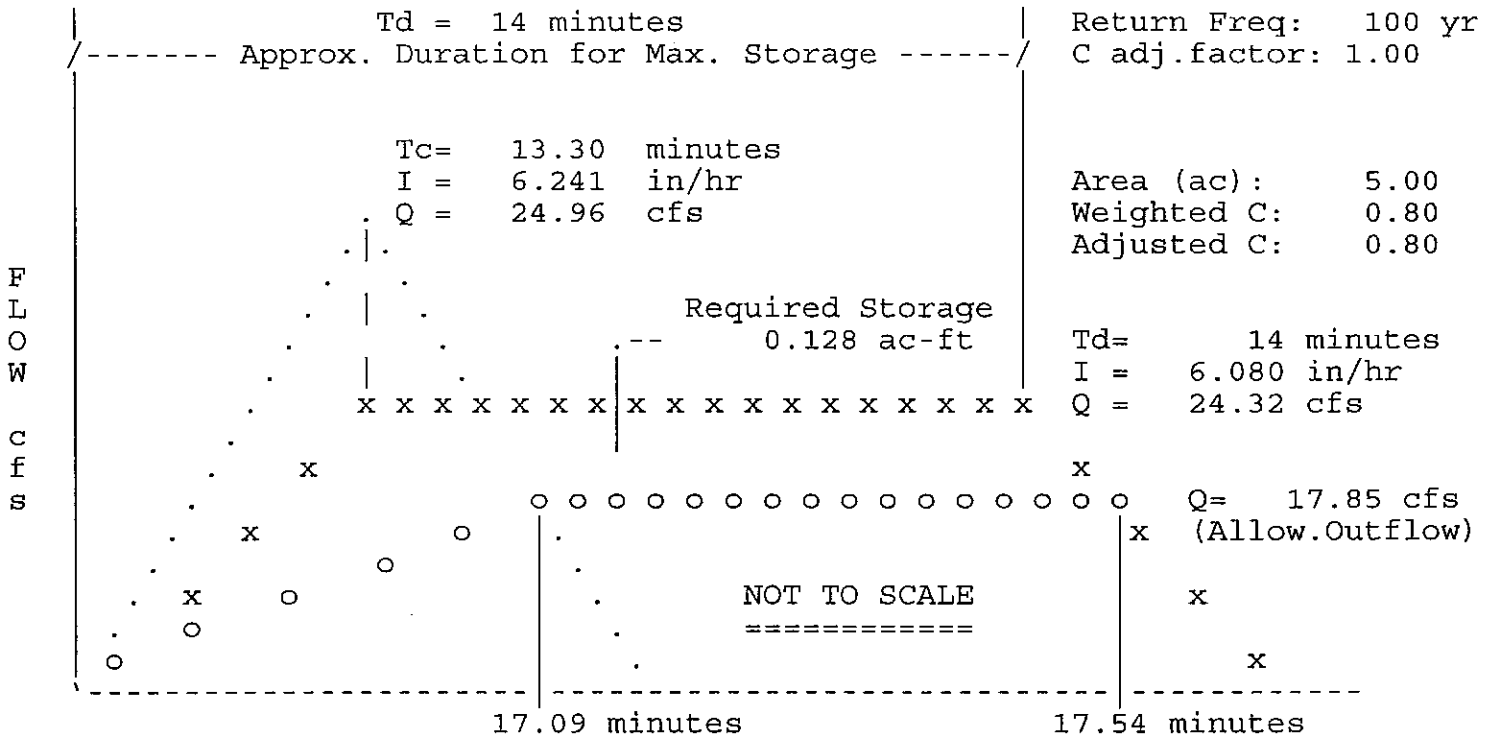 Td = 14 minutes
Return Freq: 100 yr
/------- Approx. Duration for Max. Storage ------/
C adj.factor: 1.00
Tc= 13.30 minutes
I = 6.241 in/hr
Q = 24.96 cfs
Area (ac): 5.00
Weighted C: 0.80
Adjusted C: 0.80
FLOW cfs
Required Storage
0.128 ac-ft
Td= 14 minutes
I = 6.080 in/hr
x x x x x x x x x x x x x x x x x x
Q = 24.32 cfs
x x
o o o o o o o o o o o o o o o o
Q= 17.85 cfs
x o x
(Allow.Outflow)
o
x o x
NOT TO SCALE
============
o
o x
17.09 minutes
17.54 minutes